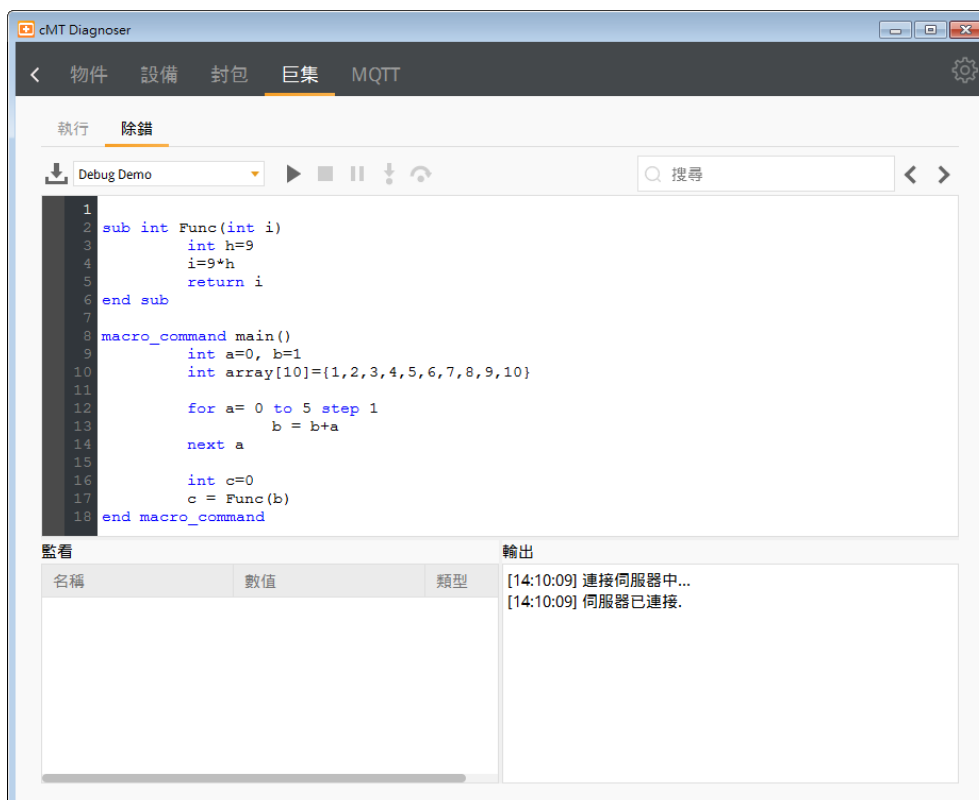 cMT Diagnoser
物件 設備 封包 巨集 MQTT
執行 除錯
Debug Demo 搜尋
1
2 sub int Func(int i)
3 int h=9
4 i=9*h
5 return i
6 end sub
7
8 macro_command main()
9 int a=0, b=1
10 int array[10]={1,2,3,4,5,6,7,8,9,10}
11
12 for a= 0 to 5 step 1
13 b = b+a
14 next a
15
16 int c=0
17 c = Func(b)
18 end macro_command
監看 輸出
名稱 數值 類型
[14:10:09] 連接伺服器中...
[14:10:09] 伺服器已連接.